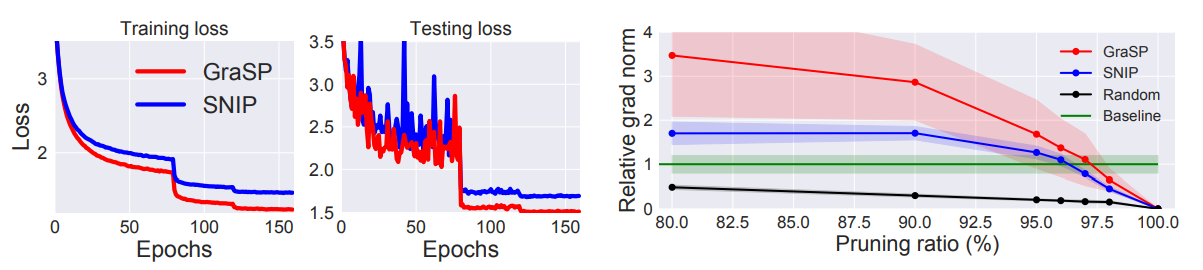 Training loss
Loss
3
2
GraSP
SNIP
0
50
100
150
Epochs
Testing loss
3.5
3.0
2.5
2.0
1.5
0
50
100
150
Epochs
Relative grad norm
4
3
2
1
0
GraSP
SNIP
Random
Baseline
80.0
82.5
85.0
87.5
90.0
92.5
95.0
97.5
100.0
Pruning ratio (%)